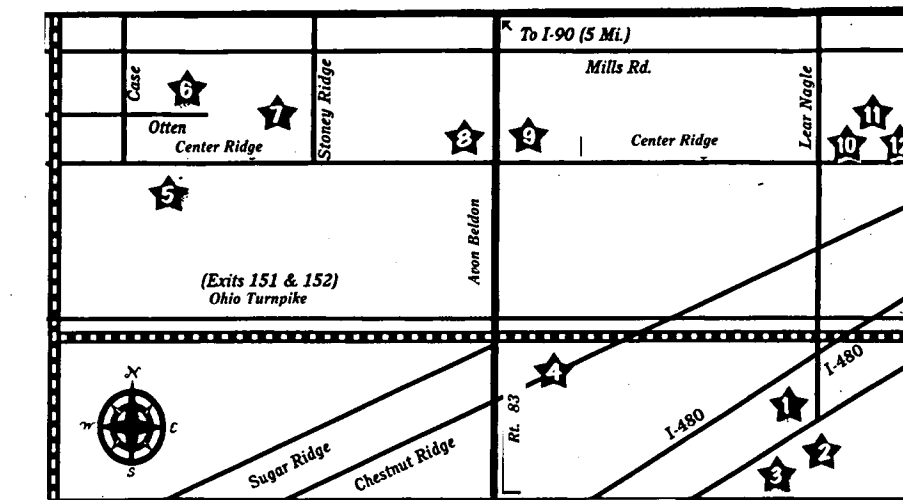 To I-90 (5 Mi.)
Mills Rd.
Case
Stoney Ridge
Lear Nagle
6
7
11
Otten
Center Ridge
8
9
Center Ridge
10
12
5
Avon Beldon
(Exits 151 & 152)
Ohio Turnpike
4
I-480
N
W
E
S
Rt. 83
1
I-480
Sugar Ridge
Chestnut Ridge
2
3